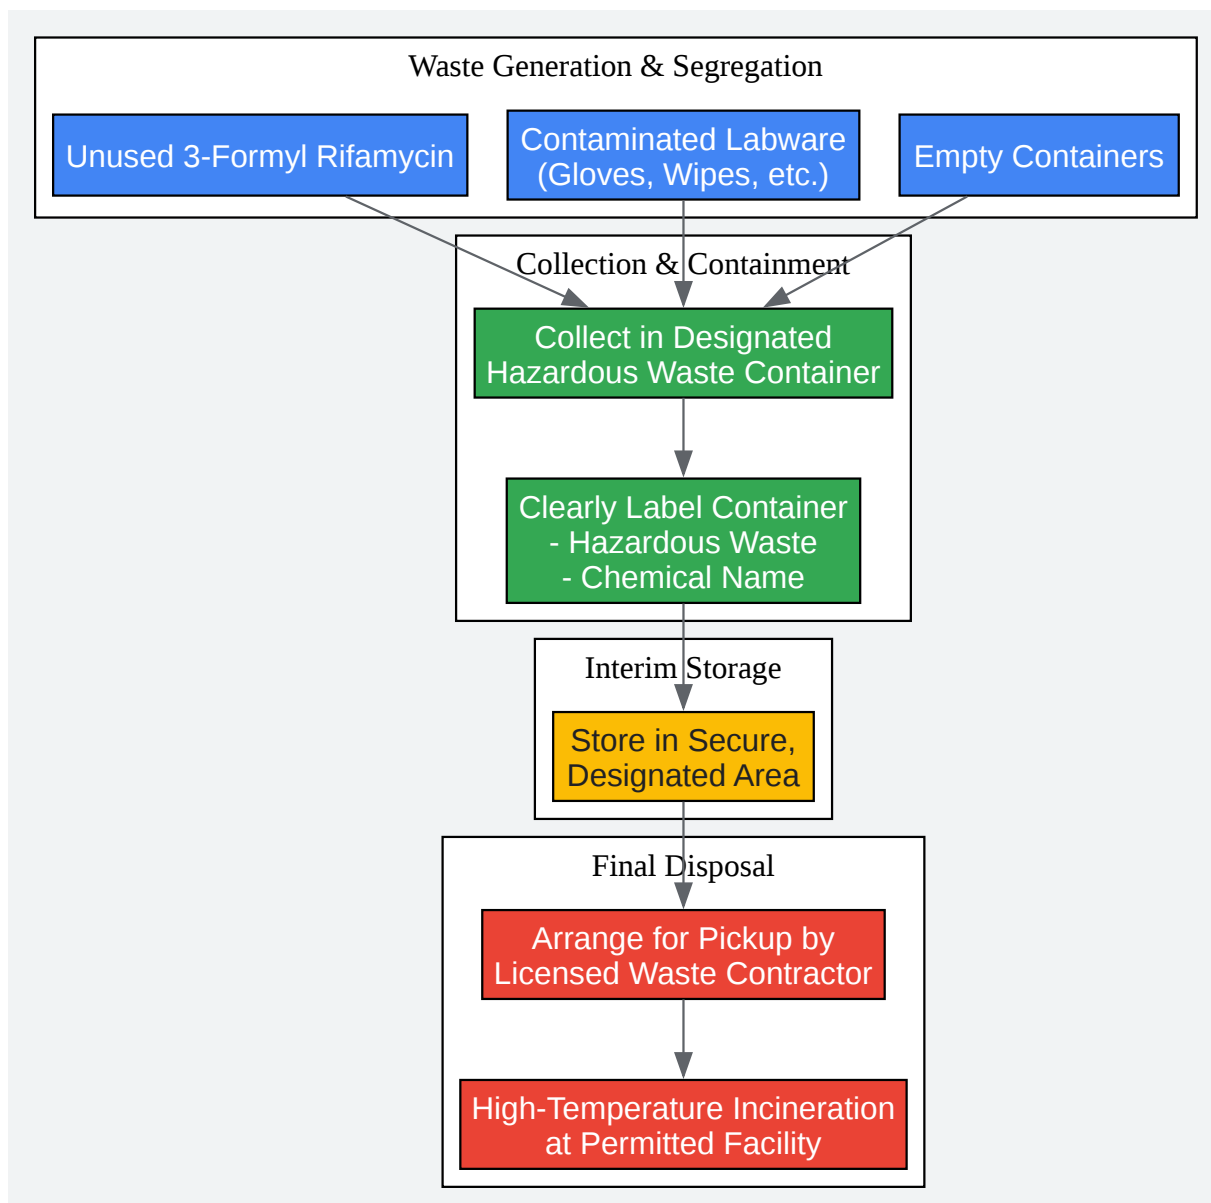 Waste Generation & Segregation
Unused 3-Formyl Rifamycin
Contaminated Labware
(Gloves, Wipes, etc.)
Empty Containers
Collection & Containment
Collect in Designated
Hazardous Waste Container
Clearly Label Container
- Hazardous Waste
- Chemical Name
Interim Storage
Store in Secure,
Designated Area
Final Disposal
Arrange for Pickup by
Licensed Waste Contractor
High-Temperature Incineration
at Permitted Facility